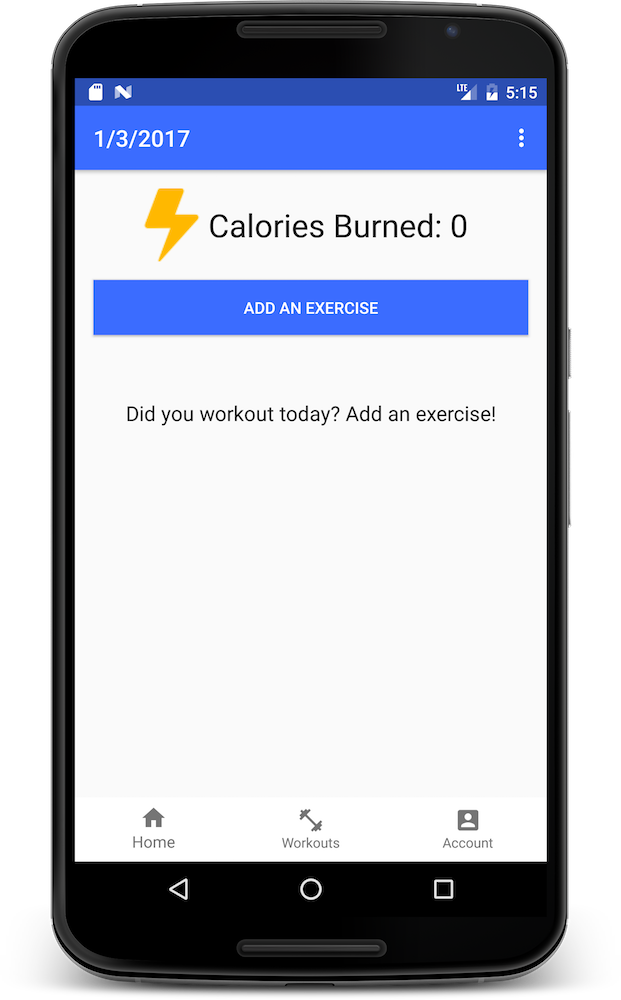 LTE 5:15
1/3/2017
Calories Burned: 0
ADD AN EXERCISE
Did you workout today? Add an exercise!
Home Workouts Account